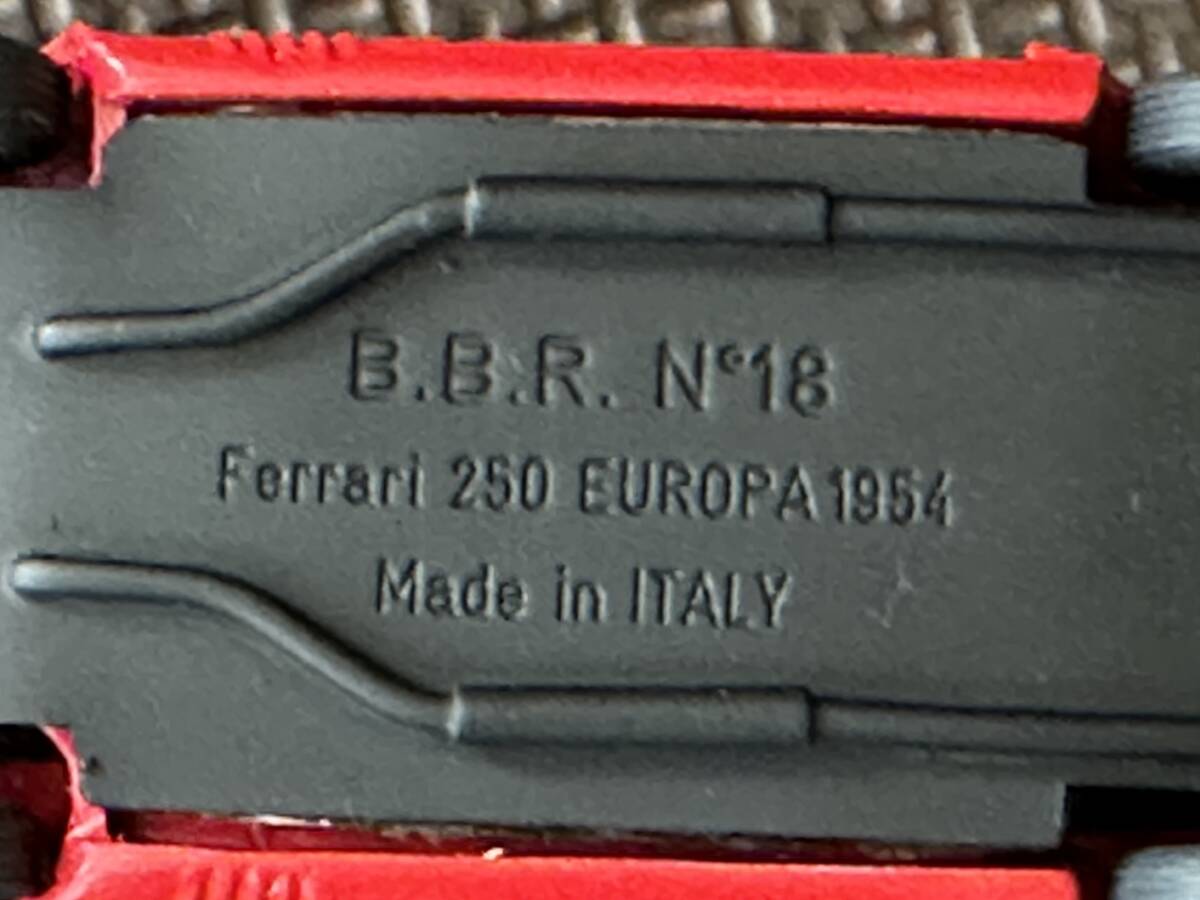 B.B.R. N°18
Ferrari 250 EUROPA 1954
Made in ITALY